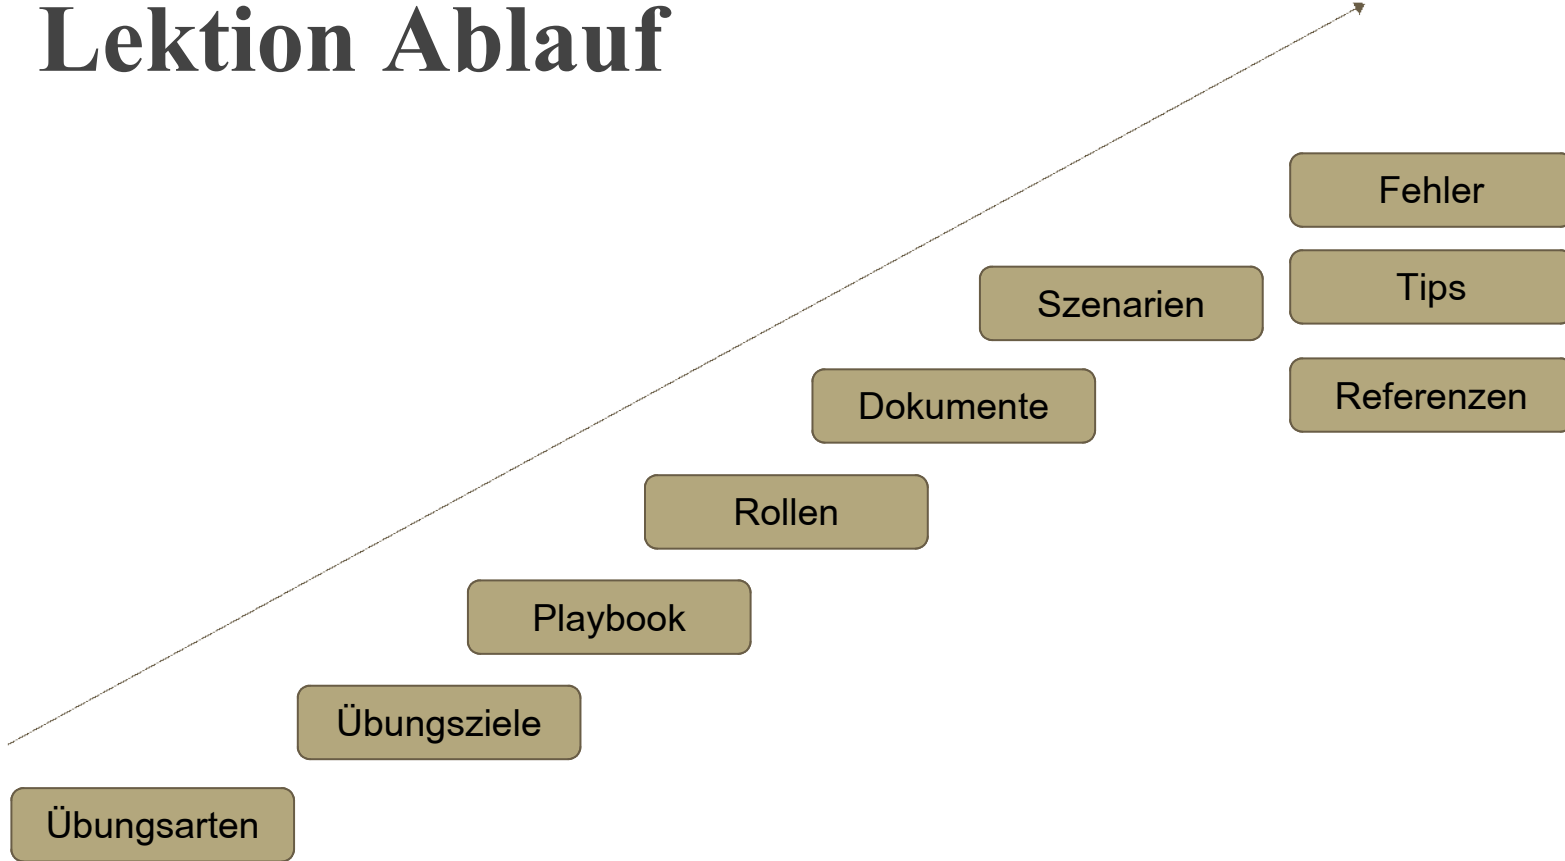 Lektion Ablauf
Fehler
Tips
Szenarien
Referenzen
Dokumente
Rollen
Playbook
Übungsziele
Übungsarten